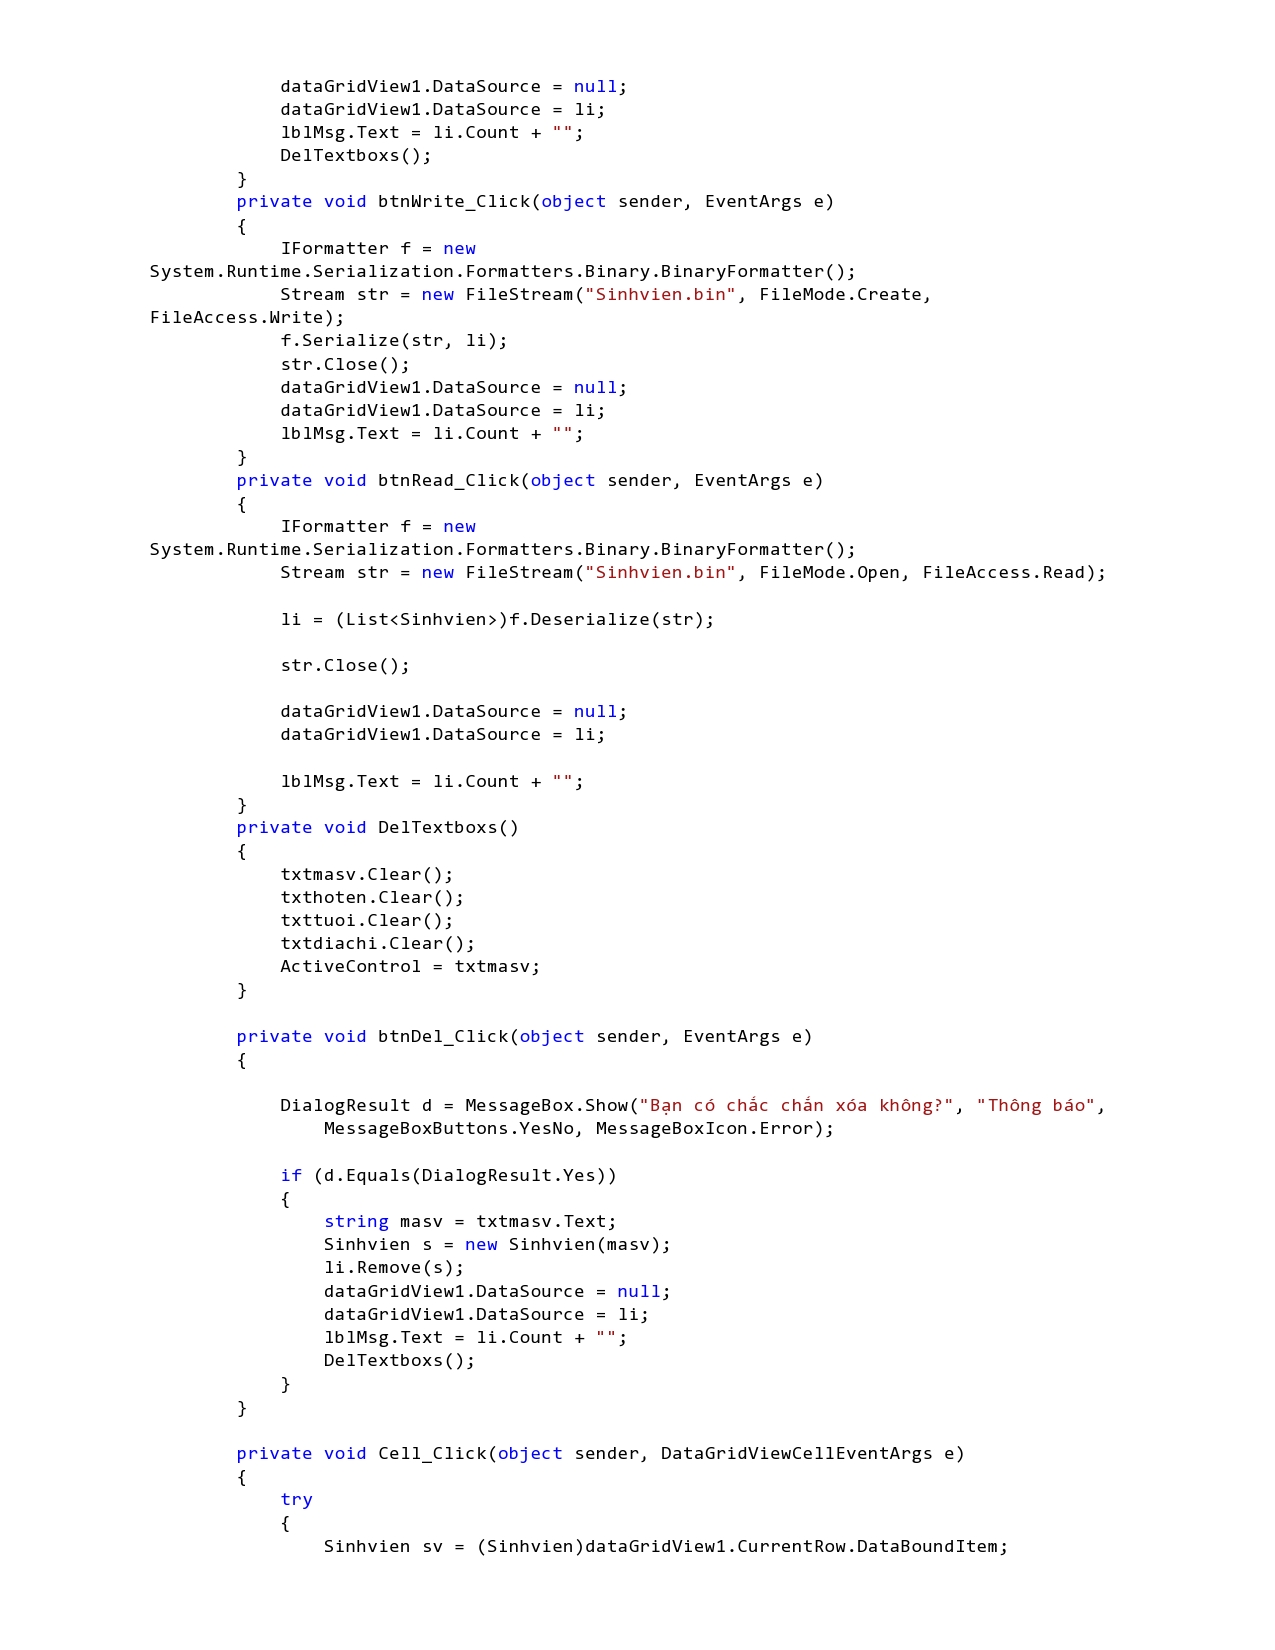 dataGridView1.DataSource = null;
dataGridView1.DataSource = li;
lblMsg.Text = li.Count + "";
DelTextboxs();
}
private void btnWrite_Click(object sender, EventArgs e)
{
IFormatter f = new
System.Runtime.Serialization.Formatters.Binary.BinaryFormatter();
Stream str = new FileStream("Sinhvien.bin", FileMode.Create,
FileAccess.Write);
f.Serialize(str, li);
str.Close();
dataGridView1.DataSource = null;
dataGridView1.DataSource = li;
lblMsg.Text = li.Count + "";
}
private void btnRead_Click(object sender, EventArgs e)
{
IFormatter f = new
System.Runtime.Serialization.Formatters.Binary.BinaryFormatter();
Stream str = new FileStream("Sinhvien.bin", FileMode.Open, FileAccess.Read);
li = (List<Sinhvien>)f.Deserialize(str);
str.Close();
dataGridView1.DataSource = null;
dataGridView1.DataSource = li;
lblMsg.Text = li.Count + "";
}
private void DelTextboxs()
{
txtmasv.Clear();
txthoten.Clear();
txttuoi.Clear();
txtdiachi.Clear();
ActiveControl = txtmasv;
}
private void btnDel_Click(object sender, EventArgs e)
{
DialogResult d = MessageBox.Show("Bạn có chắc chắn xóa không?", "Thông báo",
MessageBoxButtons.YesNo, MessageBoxIcon.Error);
if (d.Equals(DialogResult.Yes))
{
string masv = txtmasv.Text;
Sinhvien s = new Sinhvien(masv);
li.Remove(s);
dataGridView1.DataSource = null;
dataGridView1.DataSource = li;
lblMsg.Text = li.Count + "";
DelTextboxs();
}
}
private void Cell_Click(object sender, DataGridViewCellEventArgs e)
{
try
{
Sinhvien sv = (Sinhvien)dataGridView1.CurrentRow.DataBoundItem;